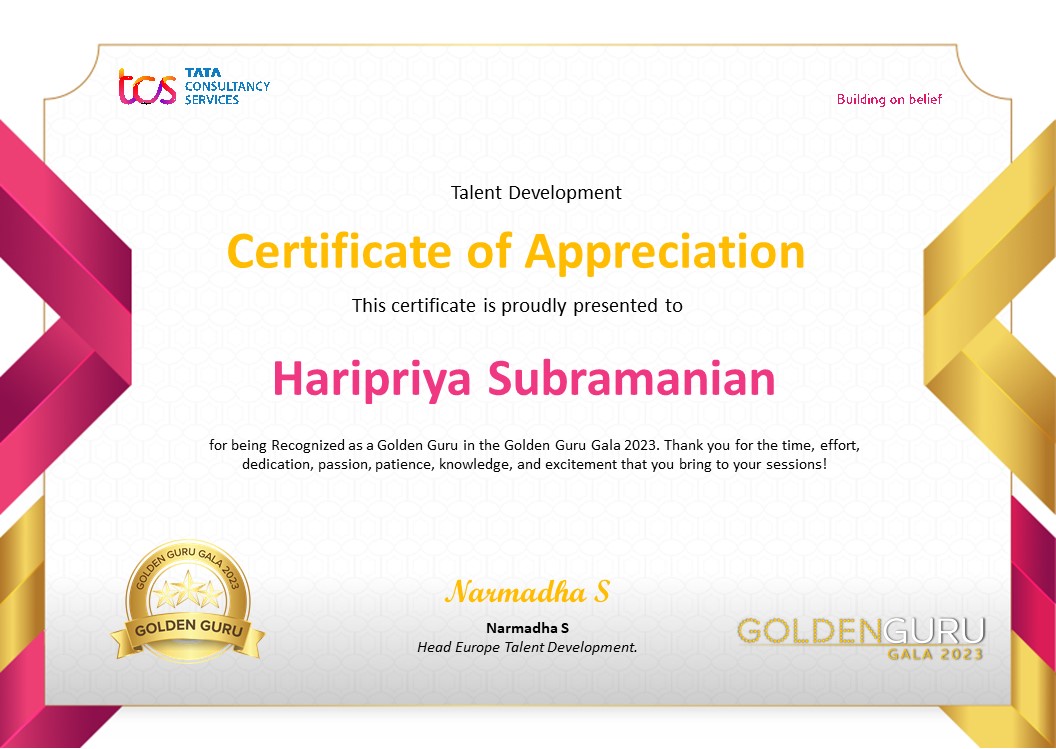 tcs TATA
CONSULTANCY
SERVICES
Building on belief
Talent Development
Certificate of Appreciation
This certificate is proudly presented to
Haripriya Subramanian
for being Recognized as a Golden Guru in the Golden Guru Gala 2023. Thank you for the time, effort,
dedication, passion, patience, knowledge, and excitement that you bring to your sessions!
GOLDEN GURU GALA 2023
GOLDEN GURU
Narmadha S
Narmadha S
Head Europe Talent Development.
GOLDENGURU
GALA 2023